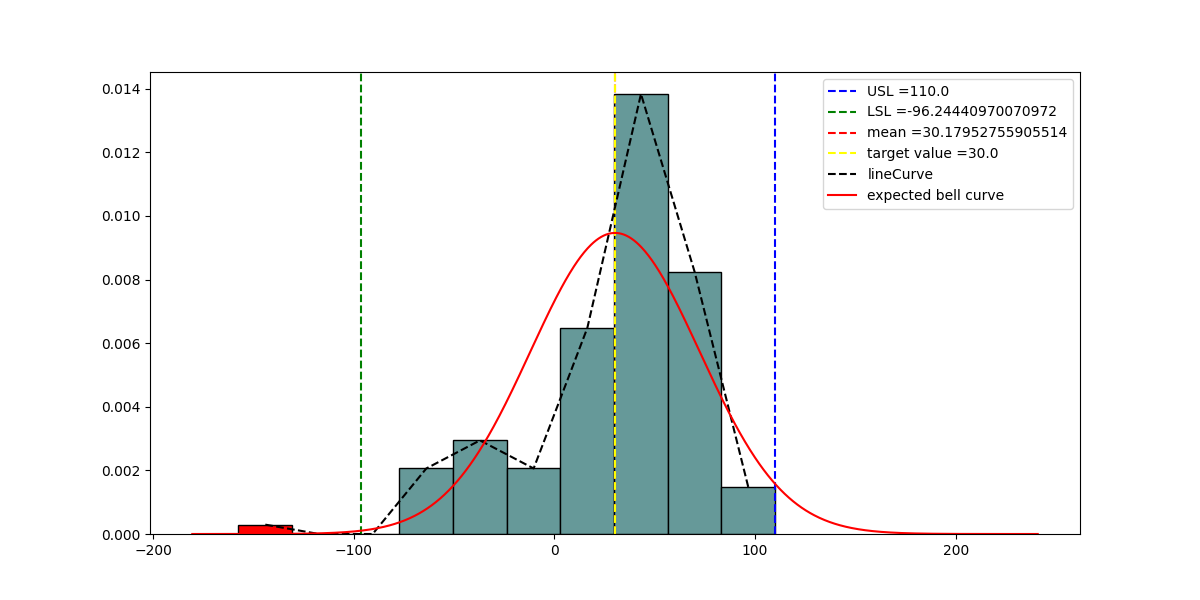 0.014
0.012
0.010
0.008
0.006
0.004
0.002
0.000
−200
−100
0
100
200
USL =110.0
LSL =-96.24440970070972
mean =30.17952755905514
target value =30.0
lineCurve
expected bell curve